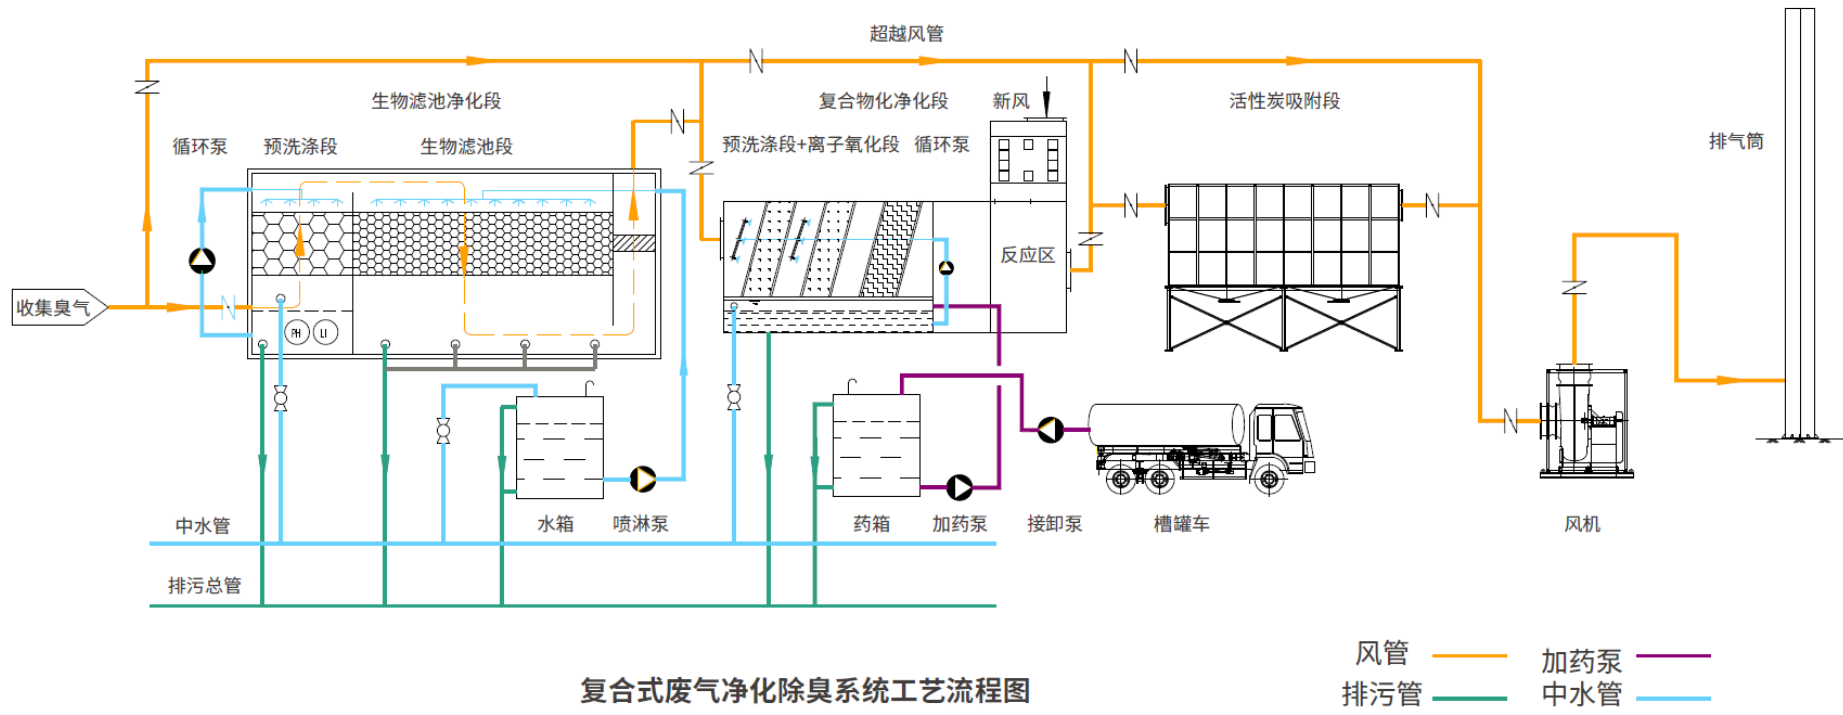 超越风管
生物滤池净化段
复合物化净化段
新风
活性炭吸附段
循环泵
预洗涤段
生物滤池段
预洗涤段+离子氧化段
循环泵
排气筒
反应区
收集臭气
PH
LI
中水管
水箱
喷淋泵
药箱
加药泵
接卸泵
槽罐车
风机
排污总管
风管
加药泵
排污管
中水管
复合式废气净化除臭系统工艺流程图